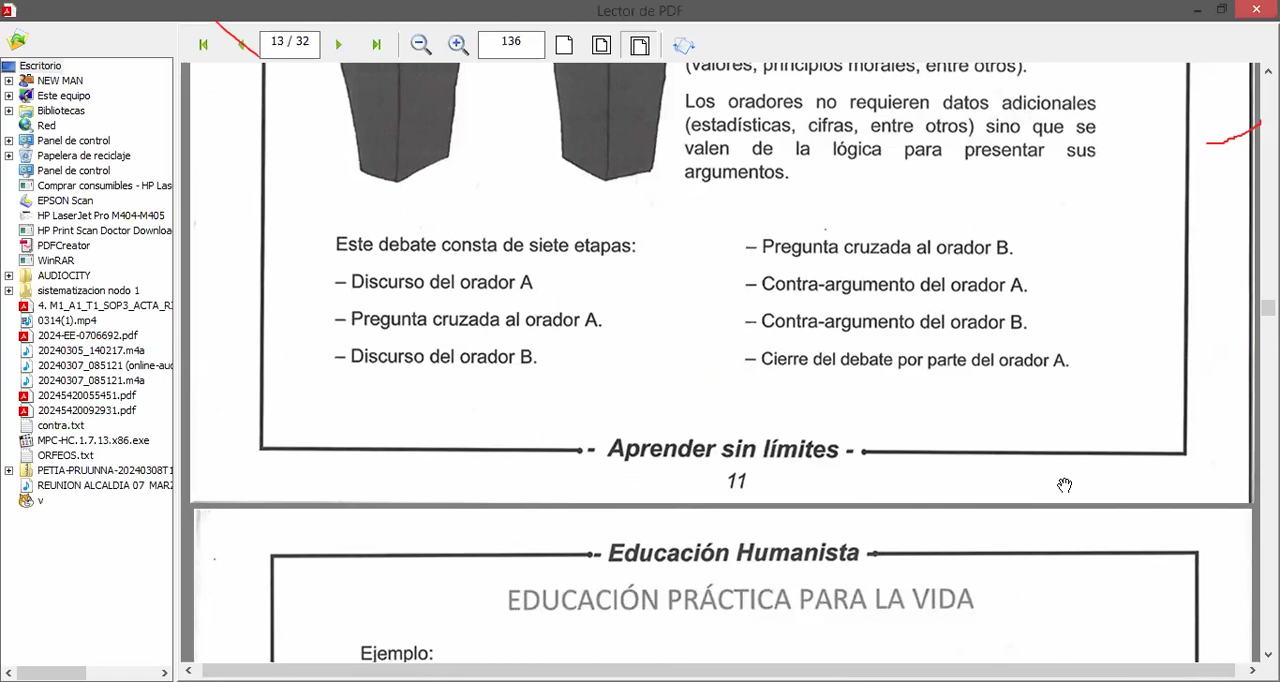 Lector de PDF
13 / 32
136
Escritorio
NEW MAN
Este equipo
Bibliotecas
Red
Panel de control
Papelera de reciclaje
Panel de control
Comprar consumibles - HP Las
EPSON Scan
HP LaserJet Pro M404-M405
HP Print Scan Doctor Downloa
PDFCreator
WinRAR
AUDIOCITY
sistematizacion nodo 1
4. M1_A1_T1_SOP3_ACTA_R
0314(1).mp4
2024-EE-0706692.pdf
20240305_140217.m4a
20240307_085121 (online-aud
20240307_085121.m4a
20245420055451.pdf
20245420092931.pdf
contra.txt
MPC-HC.1.7.13.x86.exe
ORFEOS.txt
PETIA-PRUUNNA-20240308T1
REUNION ALCALDIA 07 MARZ
v
(valores, principios morales, entre otros).
Los oradores no requieren datos adicionales
(estadísticas, cifras, entre otros) sino que se
valen de la lógica para presentar sus
argumentos.
Este debate consta de siete etapas:
– Discurso del orador A
– Pregunta cruzada al orador A.
– Discurso del orador B.
– Pregunta cruzada al orador B.
– Contra-argumento del orador A.
– Contra-argumento del orador B.
– Cierre del debate por parte del orador A.
- Aprender sin límites -
11
- Educación Humanista
EDUCACIÓN PRÁCTICA PARA LA VIDA
Ejemplo: